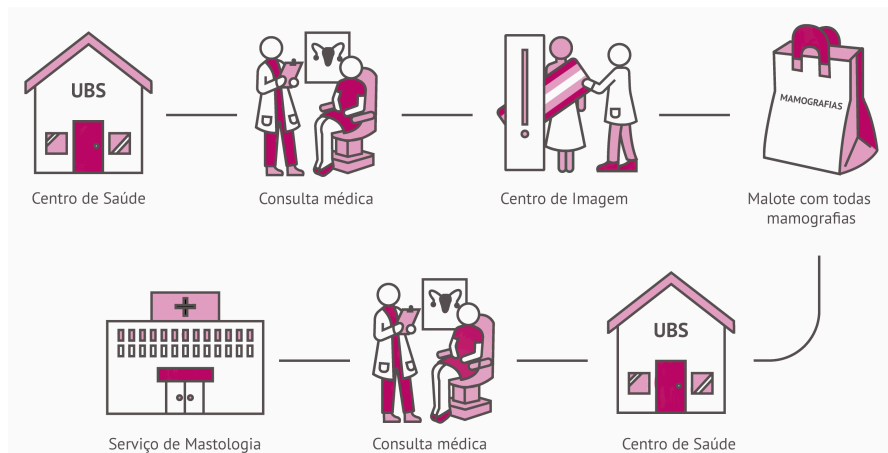 UBS
Centro de Saúde
Consulta médica
Centro de Imagem
MAMOGRAFIAS
Malote com todas
mamografias
UBS
Centro de Saúde
Consulta médica
Serviço de Mastologia